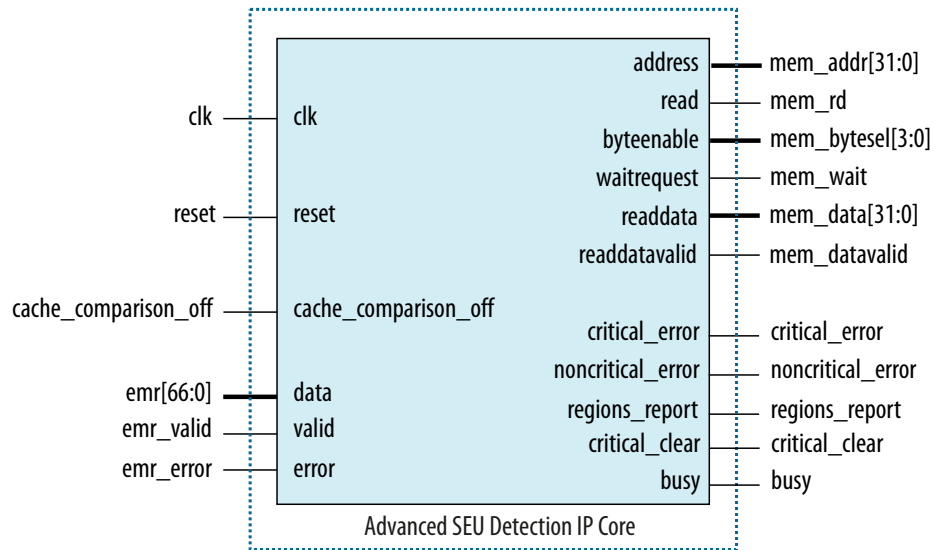 address mem_addr[31:0]
read mem_rd
clk clk byteenable mem_bytesel[3:0]
waitrequest mem_wait
reset reset readdata mem_data[31:0]
readdatavalid mem_datavalid
cache_comparison_off cache_comparison_off
critical_error critical_error
noncritical_error noncritical_error
emr[66:0] data
regions_report regions_report
emr_valid valid
critical_clear critical_clear
emr_error error
busy busy
Advanced SEU Detection IP Core